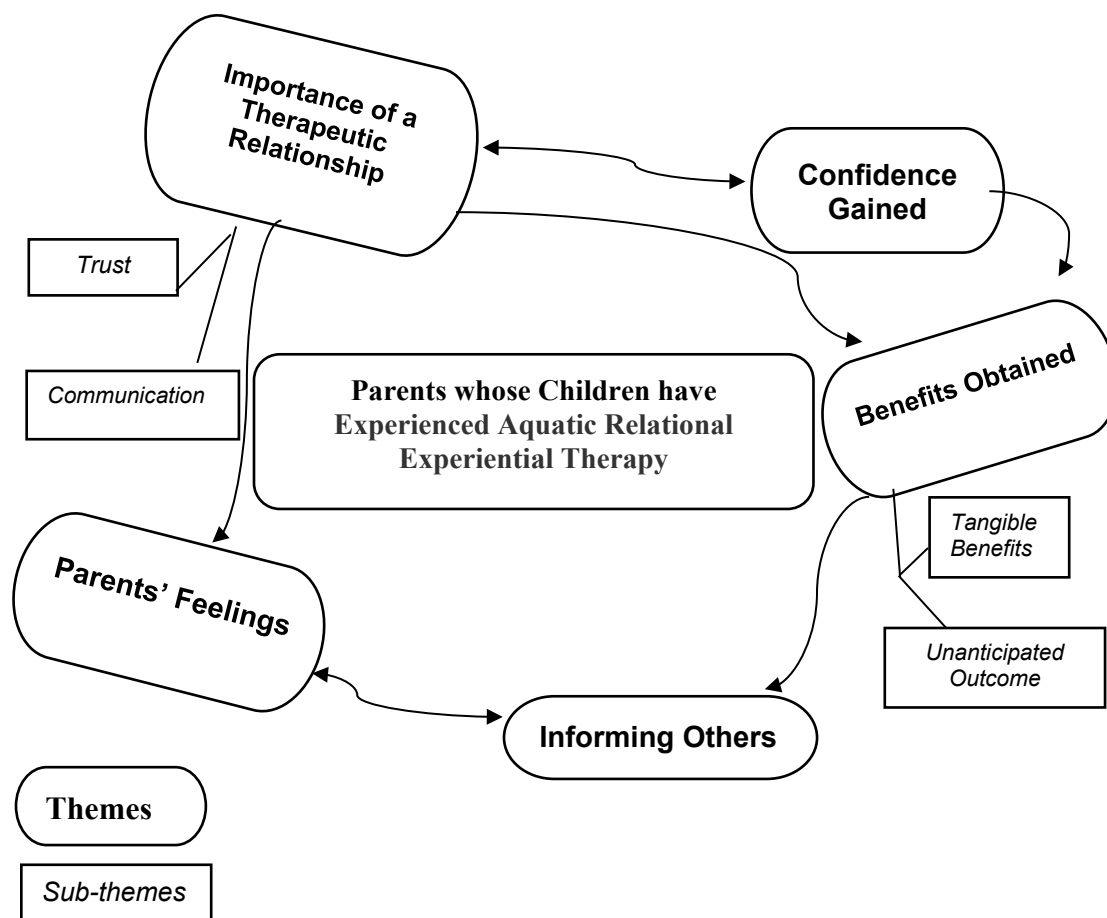 Importance of a
Therapeutic
Relationship
Confidence
Gained
Trust
Communication
Parents whose Children have
Experienced Aquatic Relational
Experiential Therapy
Benefits Obtained
Tangible
Benefits
Unanticipated
Outcome
Parents’ Feelings
Informing Others
Themes
Sub-themes